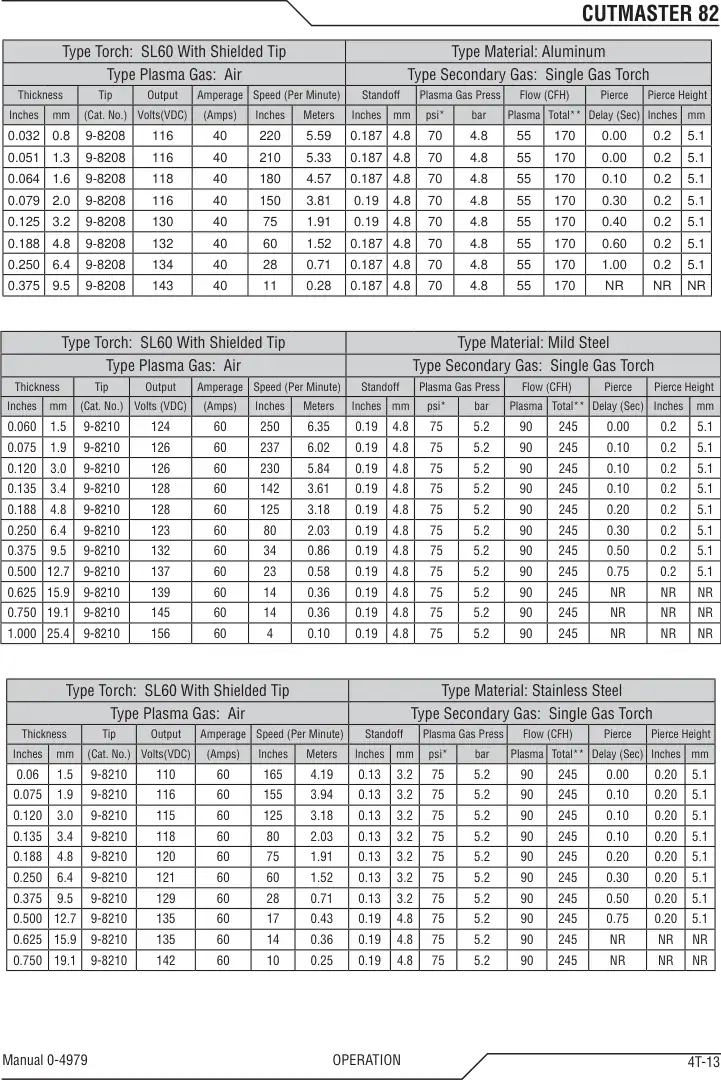 CUTMASTER 82
Type Torch: SL60 With Shielded Tip Type Material: Aluminum
Type Plasma Gas: Air Type Secondary Gas: Single Gas Torch
Thickness Tip Output Amperage Speed (Per Minute) Standoff Plasma Gas Press Flow (CFH) Pierce Pierce Height
Inches mm (Cat. No.) Volts(VDC) (Amps) Inches Meters Inches mm psi* bar Plasma Total** Delay (Sec) Inches mm
0.032 0.8 9-8208 116 40 220 5.59 0.187 4.8 70 4.8 55 170 0.00 0.2 5.1
0.051 1.3 9-8208 116 40 210 5.33 0.187 4.8 70 4.8 55 170 0.00 0.2 5.1
0.064 1.6 9-8208 118 40 180 4.57 0.187 4.8 70 4.8 55 170 0.10 0.2 5.1
0.079 2.0 9-8208 116 40 150 3.81 0.19 4.8 70 4.8 55 170 0.30 0.2 5.1
0.125 3.2 9-8208 130 40 75 1.91 0.19 4.8 70 4.8 55 170 0.40 0.2 5.1
0.188 4.8 9-8208 132 40 60 1.52 0.187 4.8 70 4.8 55 170 0.60 0.2 5.1
0.250 6.4 9-8208 134 40 28 0.71 0.187 4.8 70 4.8 55 170 1.00 0.2 5.1
0.375 9.5 9-8208 143 40 11 0.28 0.187 4.8 70 4.8 55 170 NR NR NR
Type Torch: SL60 With Shielded Tip Type Material: Mild Steel
Type Plasma Gas: Air Type Secondary Gas: Single Gas Torch
Thickness Tip Output Amperage Speed (Per Minute) Standoff Plasma Gas Press Flow (CFH) Pierce Pierce Height
Inches mm (Cat. No.) Volts (VDC) (Amps) Inches Meters Inches mm psi* bar Plasma Total** Delay (Sec) Inches mm
0.060 1.5 9-8210 124 60 250 6.35 0.19 4.8 75 5.2 90 245 0.00 0.2 5.1
0.075 1.9 9-8210 126 60 237 6.02 0.19 4.8 75 5.2 90 245 0.10 0.2 5.1
0.120 3.0 9-8210 126 60 230 5.84 0.19 4.8 75 5.2 90 245 0.10 0.2 5.1
0.135 3.4 9-8210 128 60 142 3.61 0.19 4.8 75 5.2 90 245 0.10 0.2 5.1
0.188 4.8 9-8210 128 60 125 3.18 0.19 4.8 75 5.2 90 245 0.20 0.2 5.1
0.250 6.4 9-8210 123 60 80 2.03 0.19 4.8 75 5.2 90 245 0.30 0.2 5.1
0.375 9.5 9-8210 132 60 34 0.86 0.19 4.8 75 5.2 90 245 0.50 0.2 5.1
0.500 12.7 9-8210 137 60 23 0.58 0.19 4.8 75 5.2 90 245 0.75 0.2 5.1
0.625 15.9 9-8210 139 60 14 0.36 0.19 4.8 75 5.2 90 245 NR NR NR
0.750 19.1 9-8210 145 60 14 0.36 0.19 4.8 75 5.2 90 245 NR NR NR
1.000 25.4 9-8210 156 60 4 0.10 0.19 4.8 75 5.2 90 245 NR NR NR
Type Torch: SL60 With Shielded Tip Type Material: Stainless Steel
Type Plasma Gas: Air Type Secondary Gas: Single Gas Torch
Thickness Tip Output Amperage Speed (Per Minute) Standoff Plasma Gas Press Flow (CFH) Pierce Pierce Height
Inches mm (Cat. No.) Volts(VDC) (Amps) Inches Meters Inches mm psi* bar Plasma Total** Delay (Sec) Inches mm
0.06 1.5 9-8210 110 60 165 4.19 0.13 3.2 75 5.2 90 245 0.00 0.20 5.1
0.075 1.9 9-8210 116 60 155 3.94 0.13 3.2 75 5.2 90 245 0.10 0.20 5.1
0.120 3.0 9-8210 115 60 125 3.18 0.13 3.2 75 5.2 90 245 0.10 0.20 5.1
0.135 3.4 9-8210 118 60 80 2.03 0.13 3.2 75 5.2 90 245 0.10 0.20 5.1
0.188 4.8 9-8210 120 60 75 1.91 0.13 3.2 75 5.2 90 245 0.20 0.20 5.1
0.250 6.4 9-8210 121 60 60 1.52 0.13 3.2 75 5.2 90 245 0.30 0.20 5.1
0.375 9.5 9-8210 129 60 28 0.71 0.13 3.2 75 5.2 90 245 0.50 0.20 5.1
0.500 12.7 9-8210 135 60 17 0.43 0.19 4.8 75 5.2 90 245 0.75 0.20 5.1
0.625 15.9 9-8210 135 60 14 0.36 0.19 4.8 75 5.2 90 245 NR NR NR
0.750 19.1 9-8210 142 60 10 0.25 0.19 4.8 75 5.2 90 245 NR NR NR
Manual 0-4979 OPERATION 4T-13